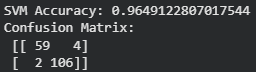 SVM Accuracy: 0.9649122807017544
Confusion Matrix:
[[ 59   4]
[  2 106]]